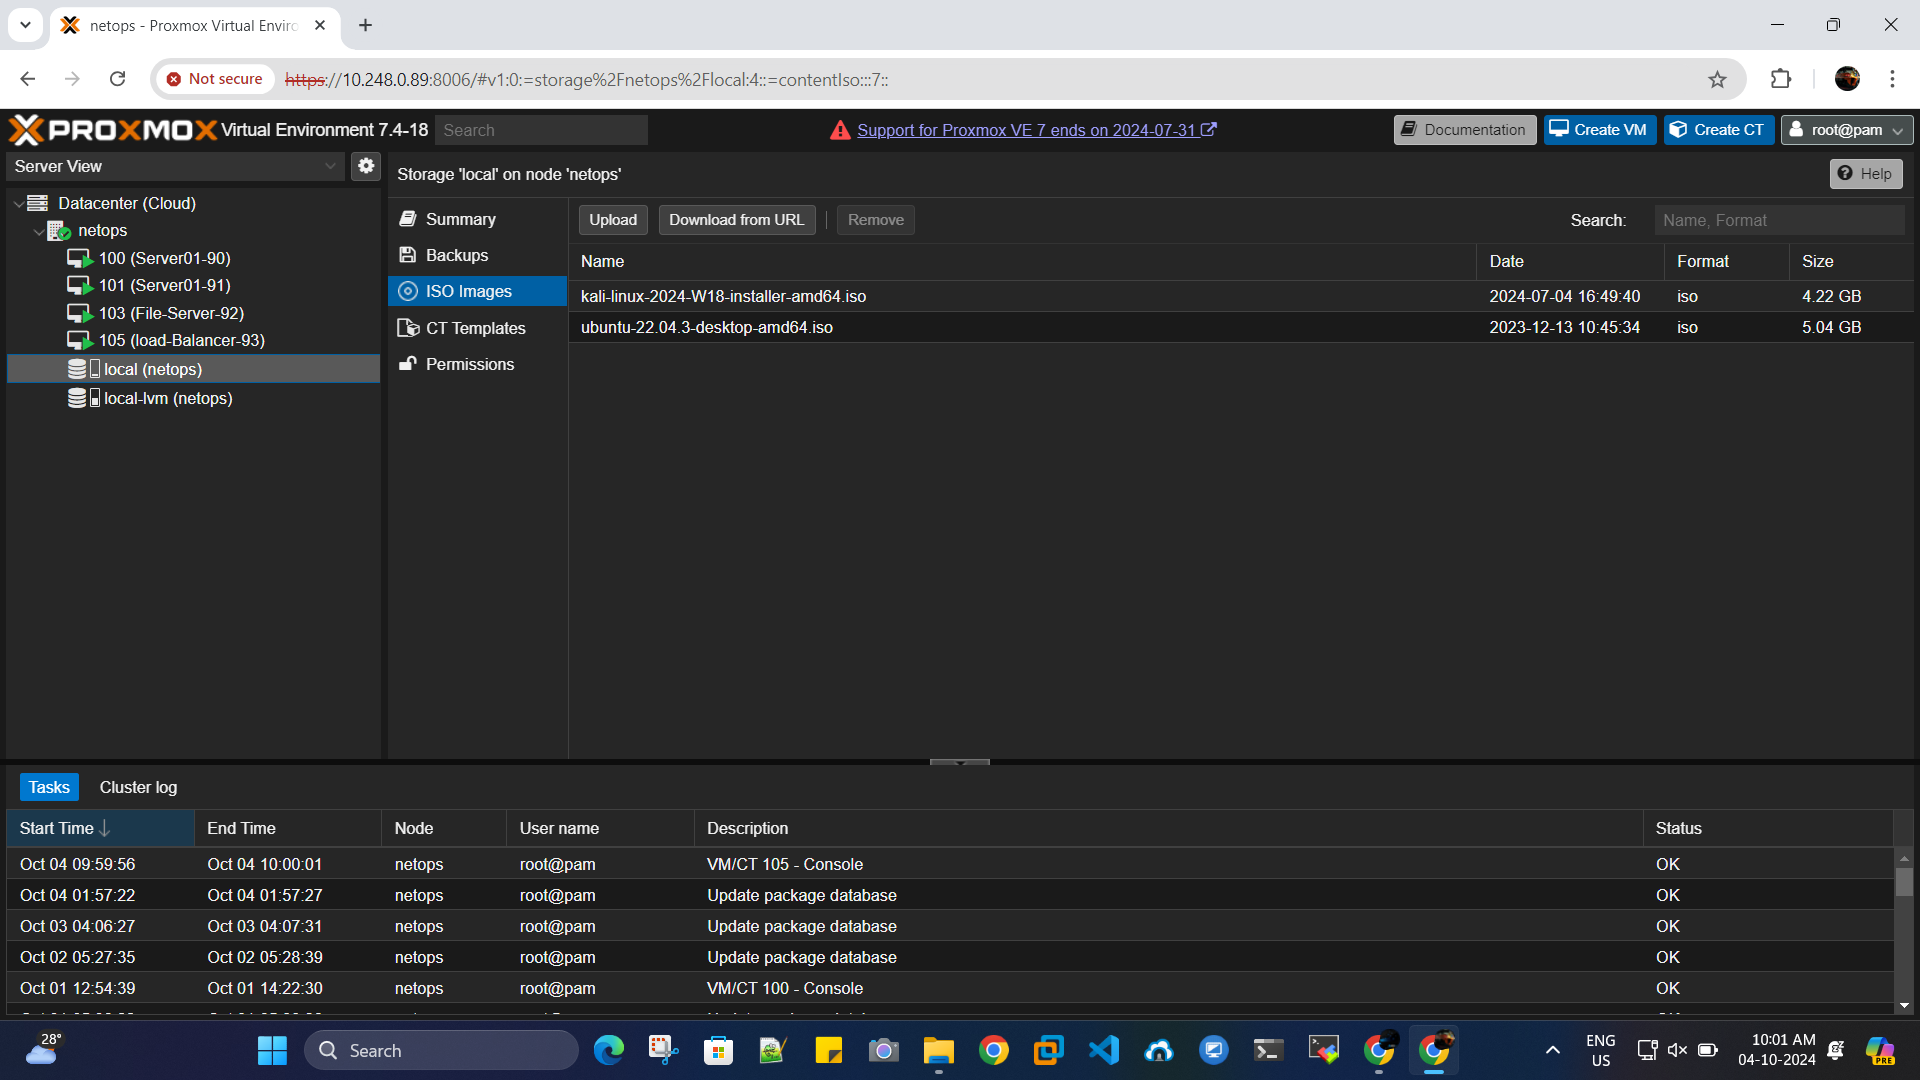 netops - Proxmox Virtual Enviro
Not secure
https://10.248.0.89:8006/#v1:0:=storage%2Fnetops%2Flocal:4::=contentIso:::7::
PROXMOX Virtual Environment 7.4-18
Search
Support for Proxmox VE 7 ends on 2024-07-31
Documentation
Create VM
Create CT
root@pam
Server View
Storage 'local' on node 'netops'
Help
Datacenter (Cloud)
netops
100 (Server01-90)
101 (Server01-91)
103 (File-Server-92)
105 (load-Balancer-93)
local (netops)
local-lvm (netops)
Summary
Backups
ISO Images
CT Templates
Permissions
Upload
Download from URL
Remove
Search:
Name, Format
Name Date Format Size
kali-linux-2024-W18-installer-amd64.iso 2024-07-04 16:49:40 iso 4.22 GB
ubuntu-22.04.3-desktop-amd64.iso 2023-12-13 10:45:34 iso 5.04 GB
Tasks
Cluster log
Start Time End Time Node User name Description Status
Oct 04 09:59:56 Oct 04 10:00:01 netops root@pam VM/CT 105 - Console OK
Oct 04 01:57:22 Oct 04 01:57:27 netops root@pam Update package database OK
Oct 03 04:06:27 Oct 03 04:07:31 netops root@pam Update package database OK
Oct 02 05:27:35 Oct 02 05:28:39 netops root@pam Update package database OK
Oct 01 12:54:39 Oct 01 14:22:30 netops root@pam VM/CT 100 - Console OK
28°
Search
ENG
US
10:01 AM
04-10-2024
PRE